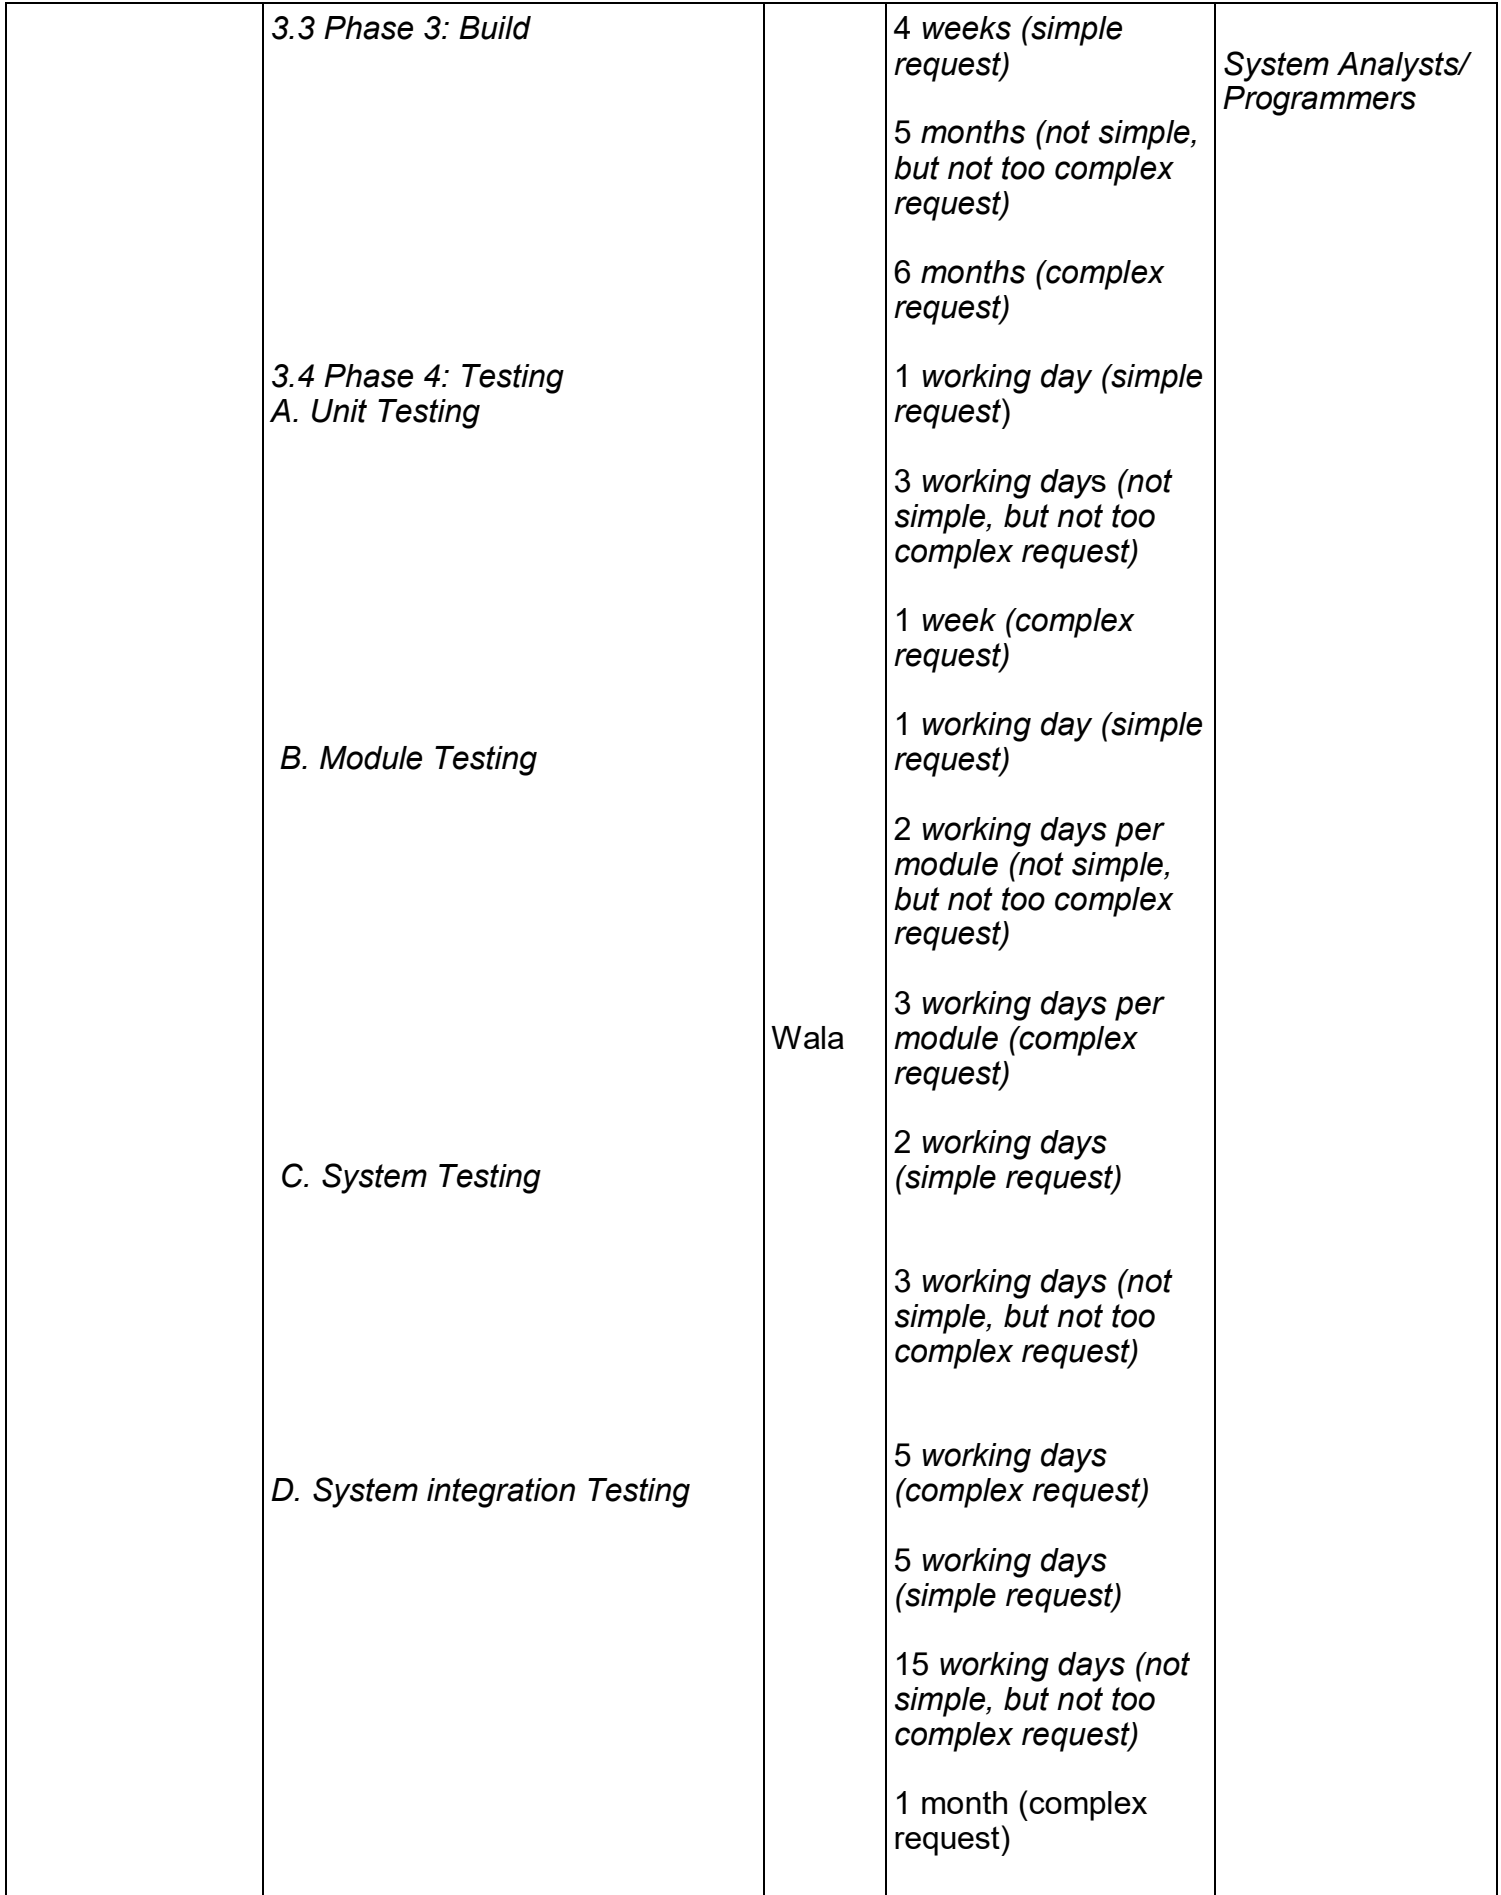 3.3 Phase 3: Build
4 weeks (simple
request)
System Analysts/
Programmers
5 months (not simple,
but not too complex
request)
6 months (complex
request)
3.4 Phase 4: Testing
A. Unit Testing
1 working day (simple
request)
3 working days (not
simple, but not too
complex request)
1 week (complex
request)
B. Module Testing
1 working day (simple
request)
2 working days per
module (not simple,
but not too complex
request)
Wala
3 working days per
module (complex
request)
C. System Testing
2 working days
(simple request)
3 working days (not
simple, but not too
complex request)
5 working days
(complex request)
D. System integration Testing
5 working days
(simple request)
15 working days (not
simple, but not too
complex request)
1 month (complex
request)